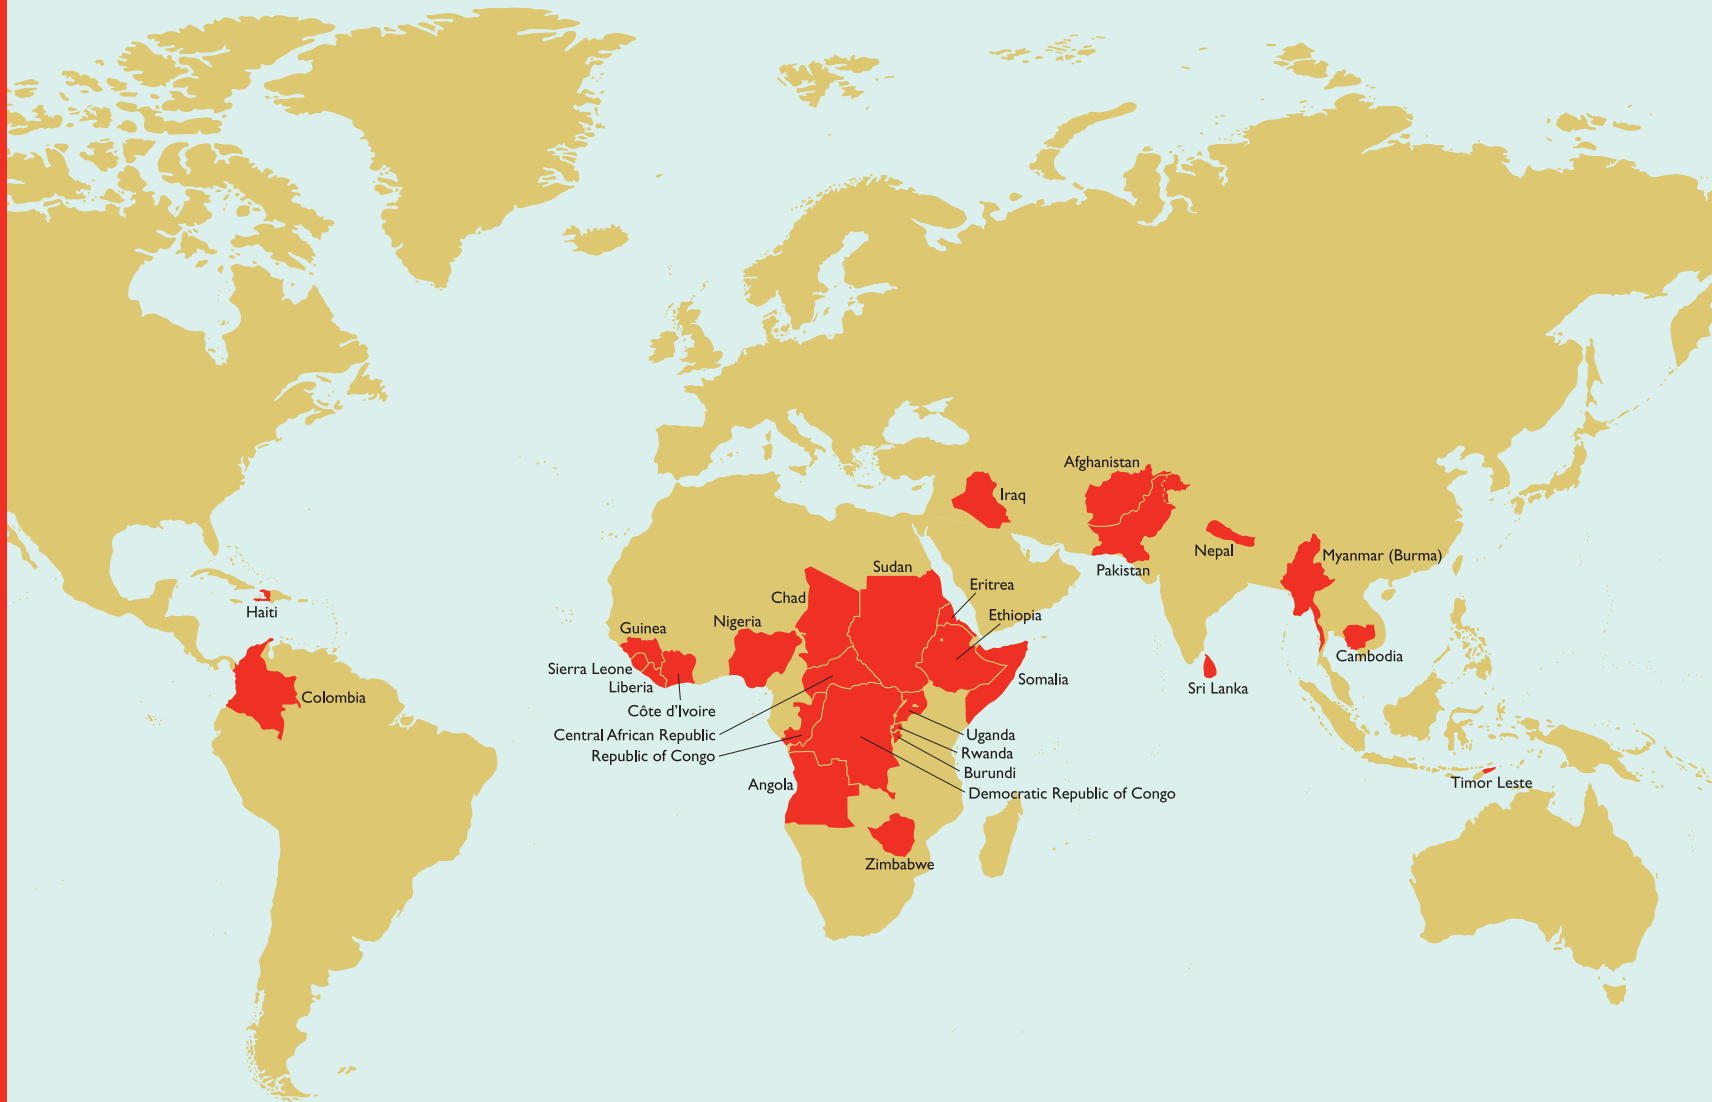 Afghanistan
Iraq
Nepal
Myanmar (Burma)
Pakistan
Sudan
Eritrea
Chad
Haiti
Ethiopia
Nigeria
Guinea
Cambodia
Sierra Leone
Somalia
Liberia
Sri Lanka
Colombia
Côte d'Ivoire
Central African Republic
Uganda
Rwanda
Republic of Congo
Burundi
Angola
Timor Leste
Democratic Republic of Congo
Zimbabwe